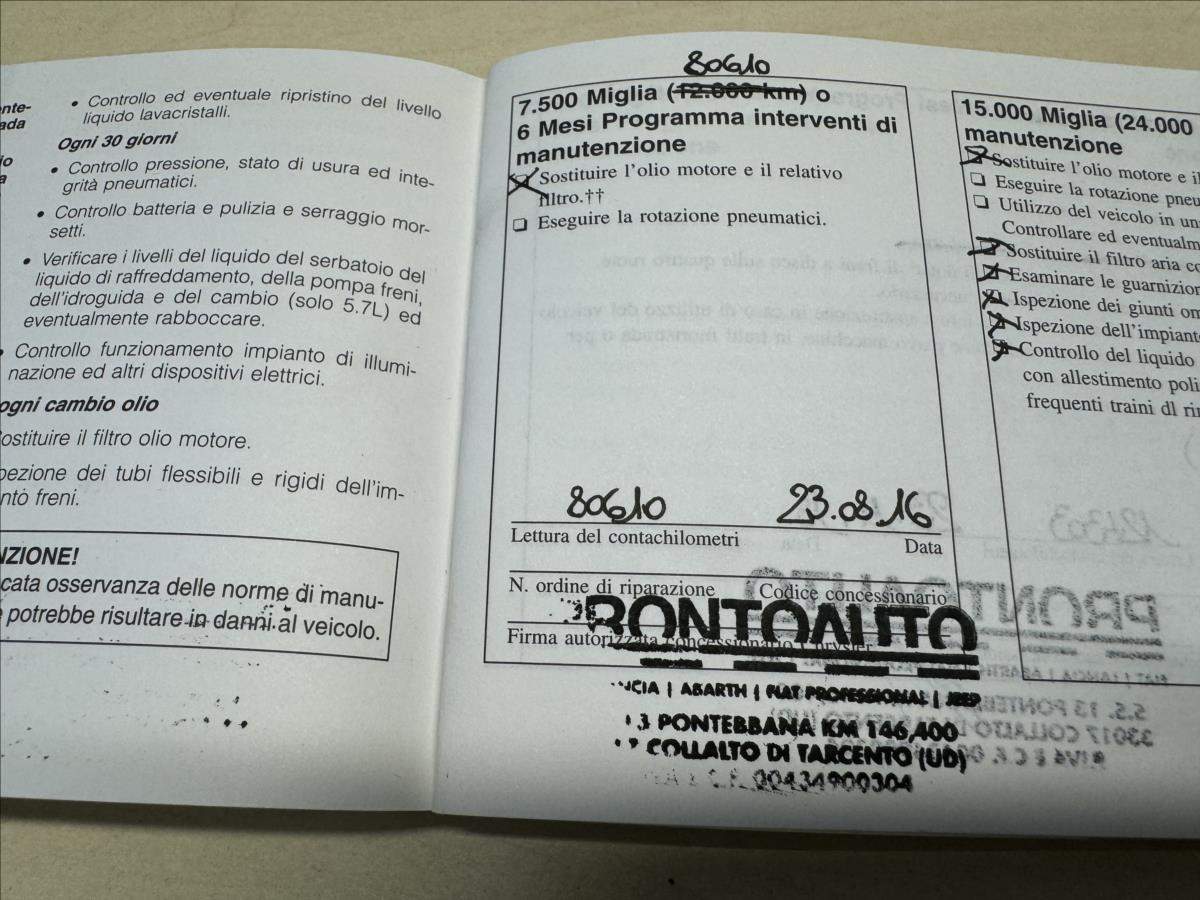 • Controllo ed eventuale ripristino del livello
liquido lavacristalli.
Ogni 30 giorni
• Controllo pressione, stato di usura ed inte-
grità pneumatici.
• Controllo batteria e pulizia e serraggio mor-
setti.
• Verificare i livelli del liquido del serbatoio del
liquido di raffreddamento, della pompa freni,
dell'idroguida e del cambio (solo 5.7L) ed
eventualmente rabboccare.
• Controllo funzionamento impianto di illumi-
nazione ed altri dispositivi elettrici.
ogni cambio olio
ostituire il filtro olio motore.
pezione dei tubi flessibili e rigidi dell'im-
nto freni.
NZIONE!
cata osservanza delle norme di manu-
e potrebbe risultare in danni al veicolo.
80610
7.500 Miglia (12.000 km) o
6 Mesi Programma interventi di
manutenzione
Sostituire l'olio motore e il relativo
filtro.††
❏ Eseguire la rotazione pneumatici.
80610 23.08.16
Lettura del contachilometri Data
N. ordine di riparazione Codice concessionario
Firma autorizzata concessionario Chrysler
RONTOAUTO
NCIA | ABARTH | FIAT PROFESSIONAL | JEEP
13 PONTEBBANA KM 146,400
COLLALTO DI TARCENTO (UD)
00434900304
15.000 Miglia (24.000
manutenzione
Sostituire l'olio motore e il
❏ Eseguire la rotazione pneu
❏ Utilizzo del veicolo in un
Controllare ed eventualm
Sostituire il filtro aria co
Esaminare le guarnizion
Ispezione dei giunti om
Ispezione dell'impianto
Controllo del liquido
con allestimento poli
frequenti traini dl rin